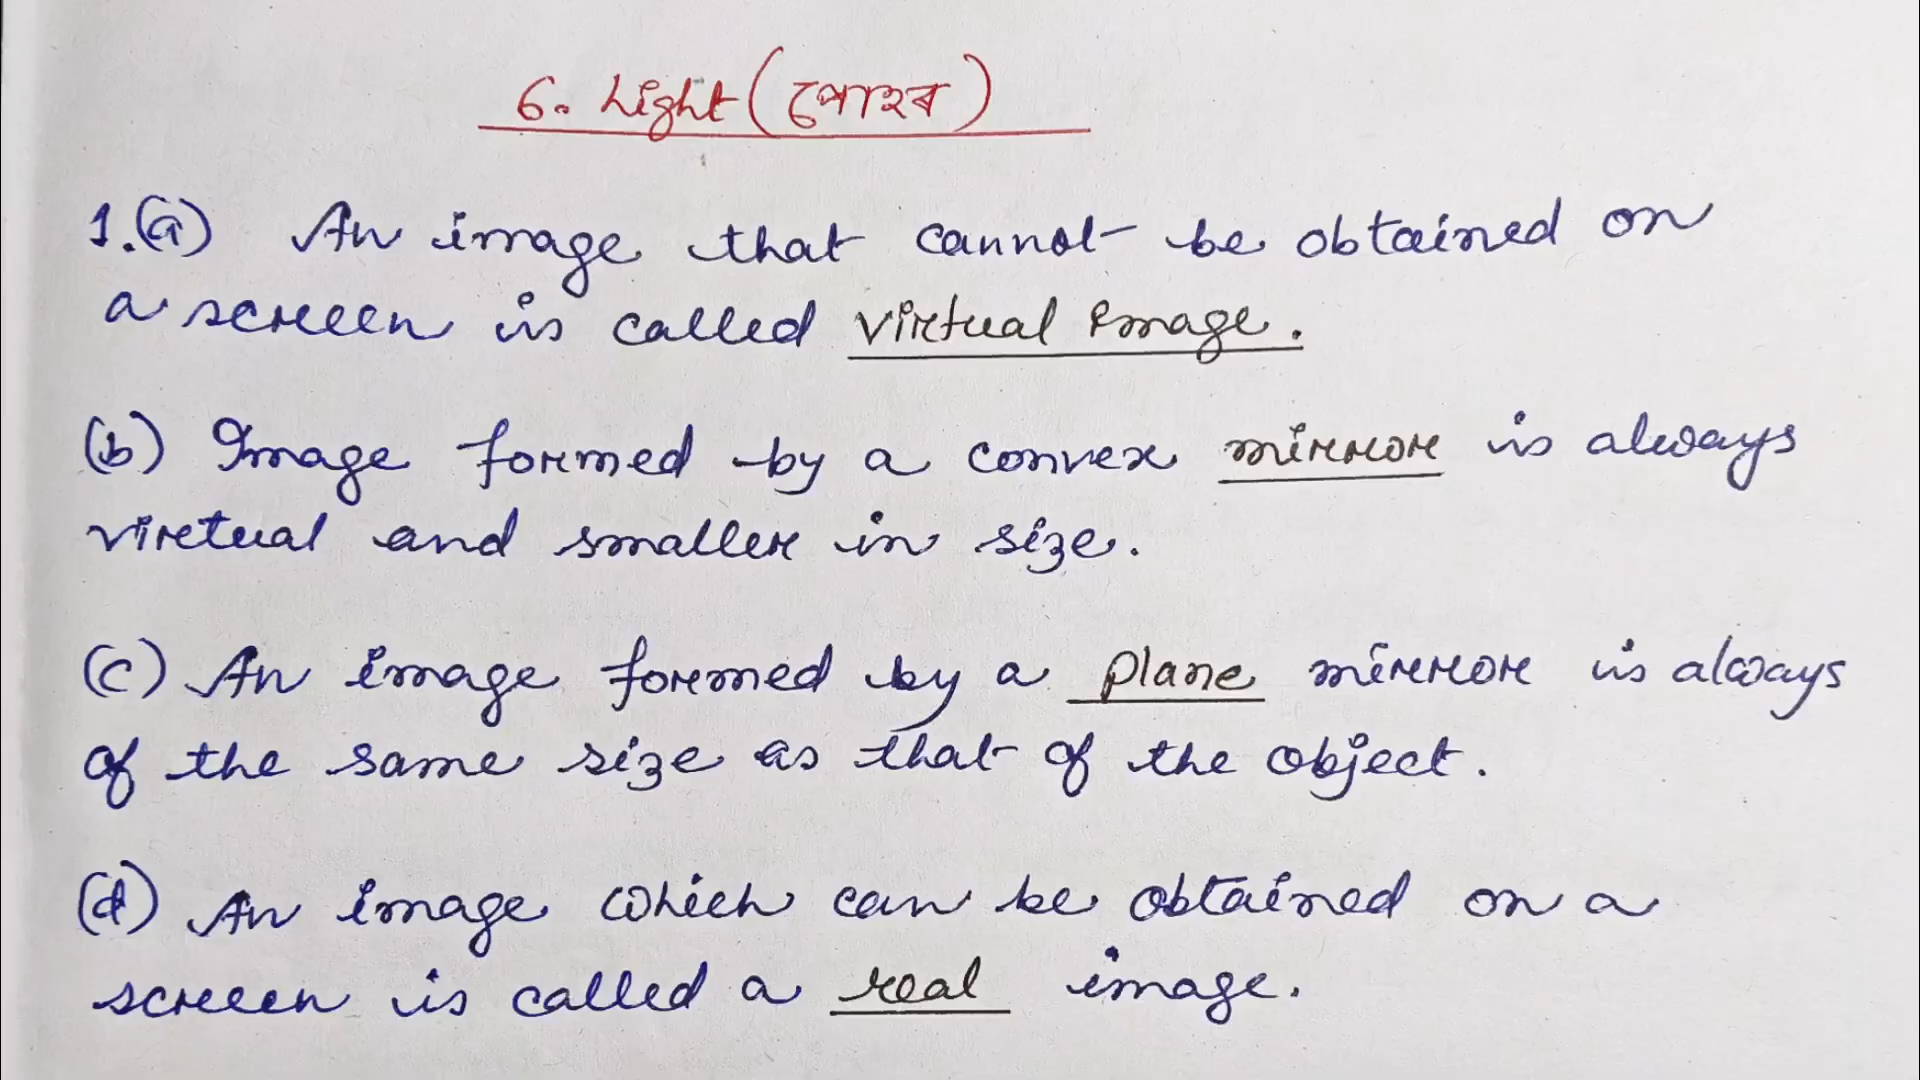 6. Light (পোহৰ)
1.(a) An image that cannot be obtained on
a screen is called virtual image.
(b) Image formed by a convex mirror is always
virtual and smaller in size.
(c) An image formed by a plane mirror is always
of the same size as that of the object.
(d) An image which can be obtained on a
screen is called a real image.